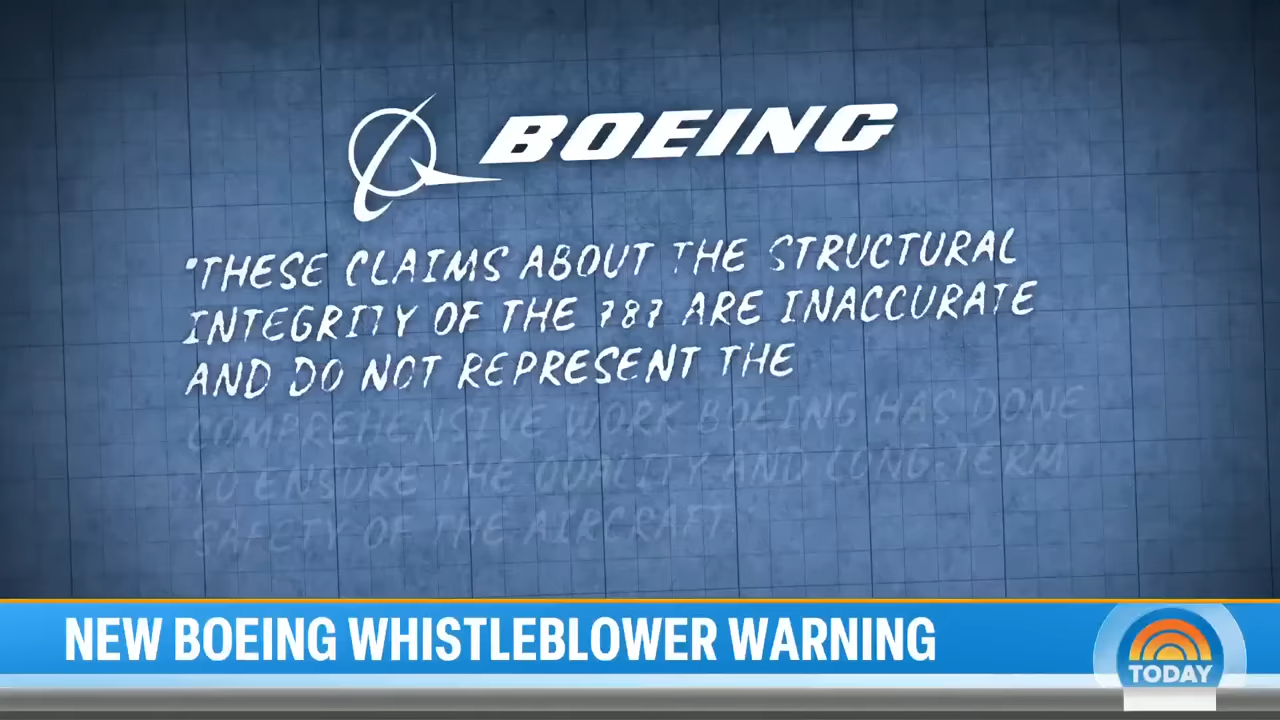 BOEING
"THESE CLAIMS ABOUT THE STRUCTURAL
INTEGRITY OF THE 787 ARE INACCURATE
AND DO NOT REPRESENT THE
COMPREHENSIVE WORK BOEING HAS DONE
TO ENSURE THE QUALITY AND LONG-TERM
SAFETY OF THE AIRCRAFT."
NEW BOEING WHISTLEBLOWER WARNING
TODAY